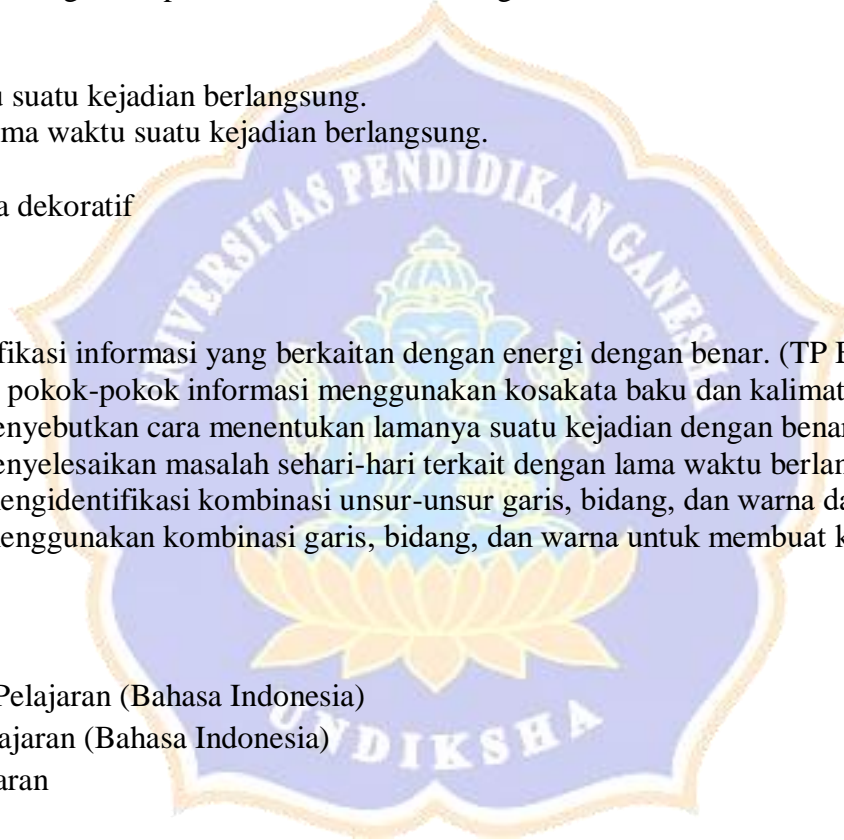 suatu kejadian berlangsung.
ma waktu suatu kejadian berlangsung.
UNIVERSITAS PENDIDIKAN GANESHA
a dekoratif
fikasi informasi yang berkaitan dengan energi dengan benar. (TP
pokok-pokok informasi menggunakan kosakata baku dan kalimat
enyebutkan cara menentukan lamanya suatu kejadian dengan benar
enyelesaikan masalah sehari-hari terkait dengan lama waktu berlan
engidentifikasi kombinasi unsur-unsur garis, bidang, dan warna da
enggunakan kombinasi garis, bidang, dan warna untuk membuat k
Pelajaran (Bahasa Indonesia)
ajaran (Bahasa Indonesia)
aran
UNDIKSHA